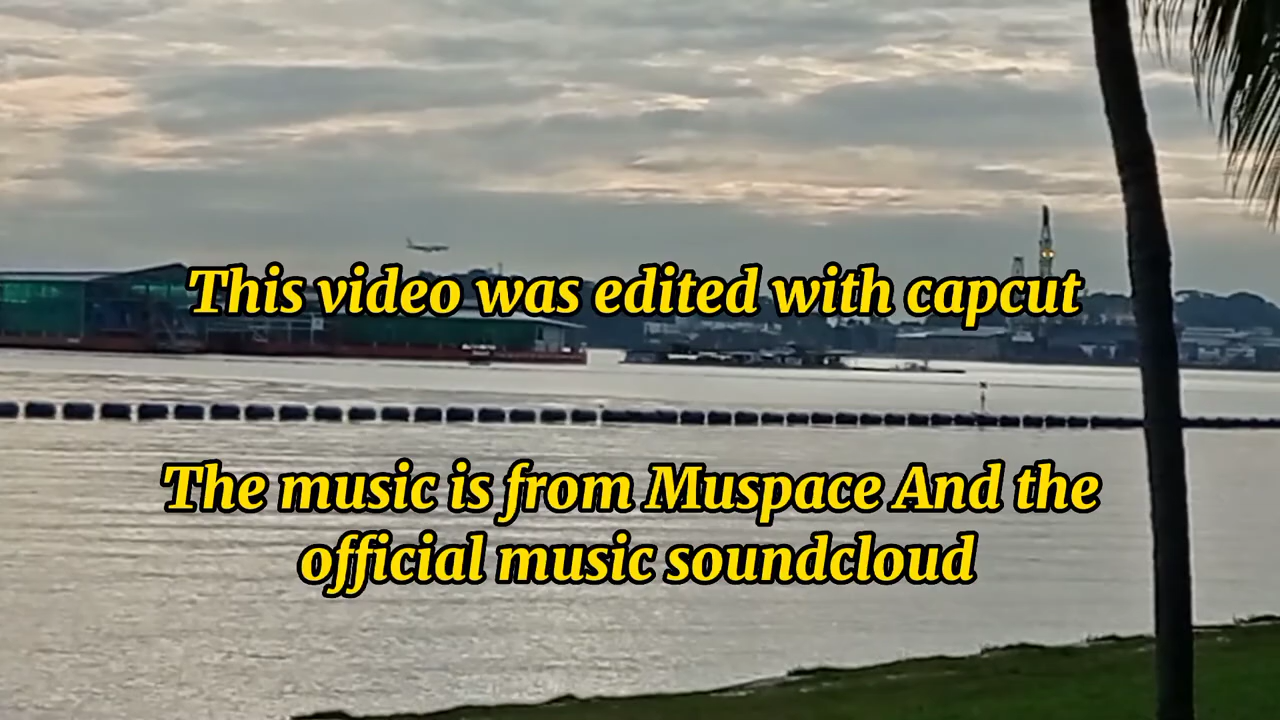 This video was edited with capcut
The music is from Muspace And the
official music soundcloud